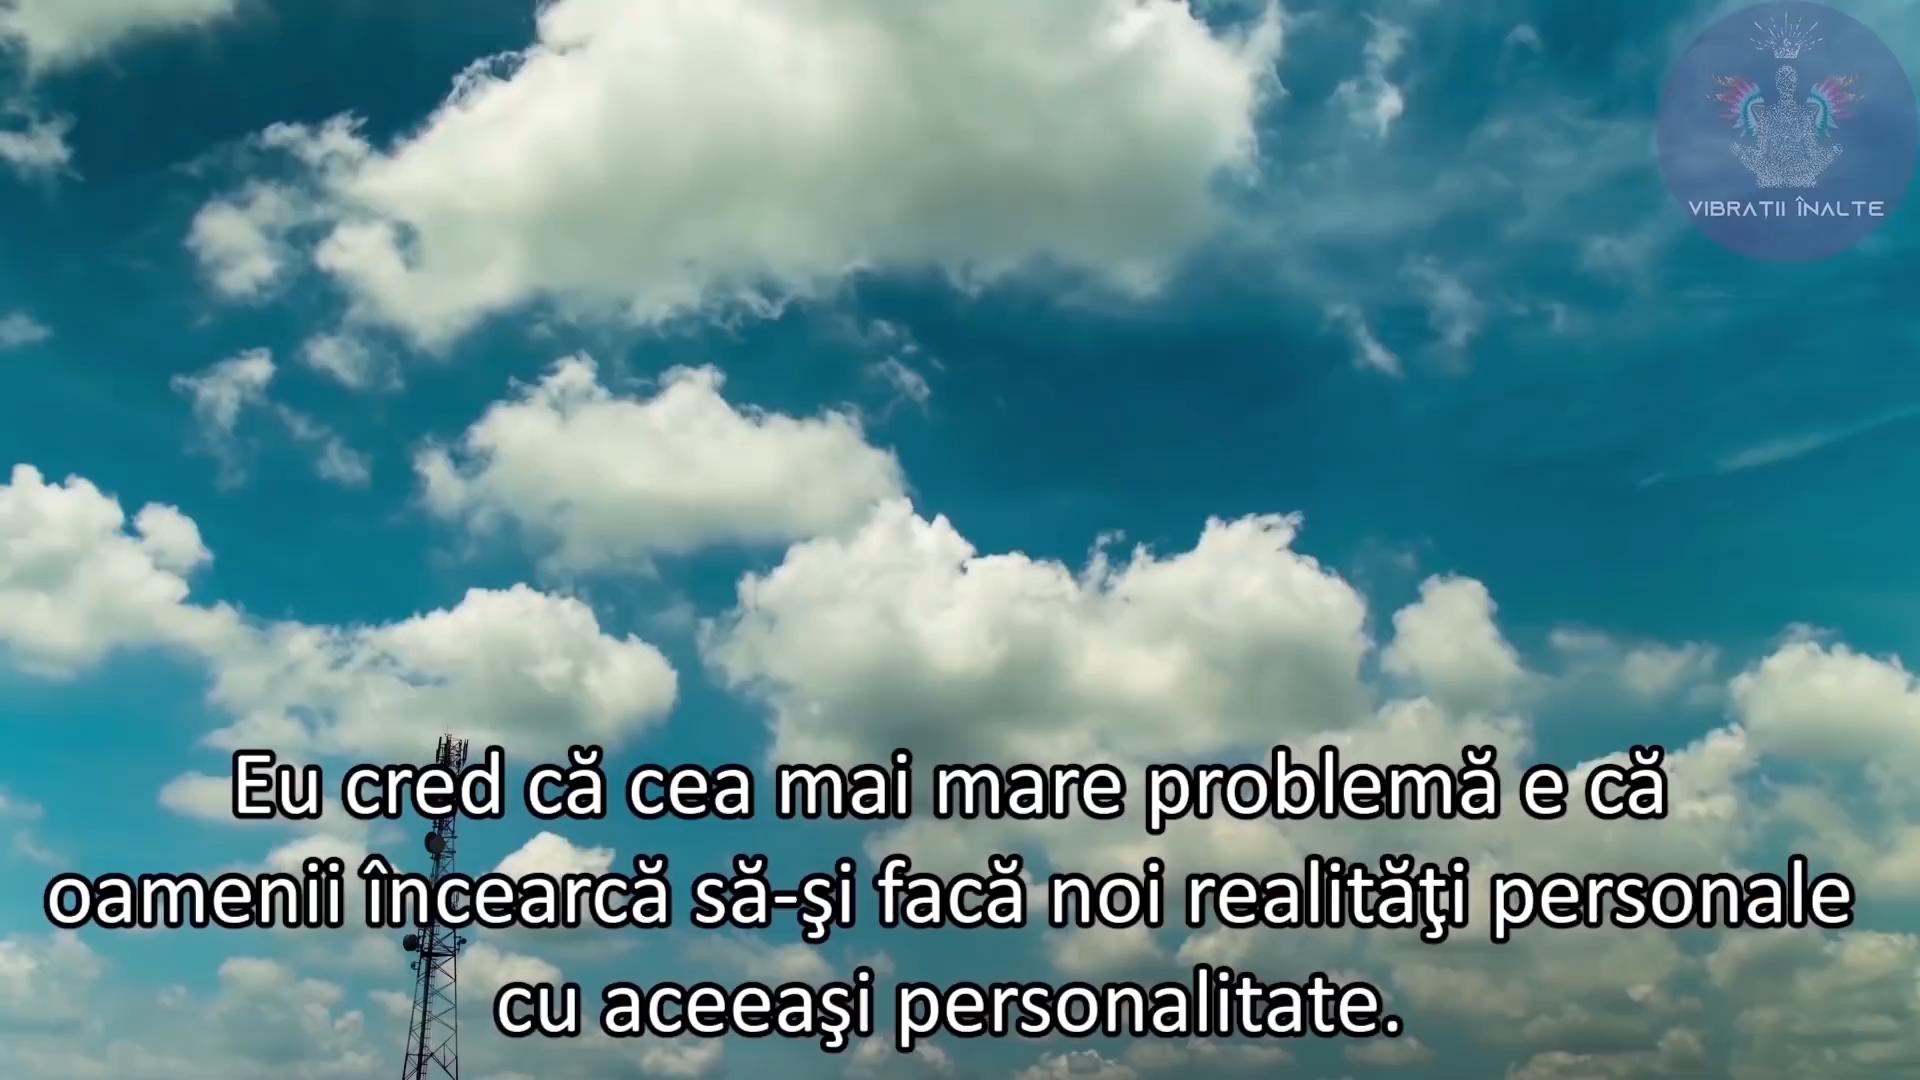 VIBRAȚII ÎNALTE
Eu cred că cea mai mare problemă e că
oamenii încearcă să-şi facă noi realităţi personale
cu aceeaşi personalitate.